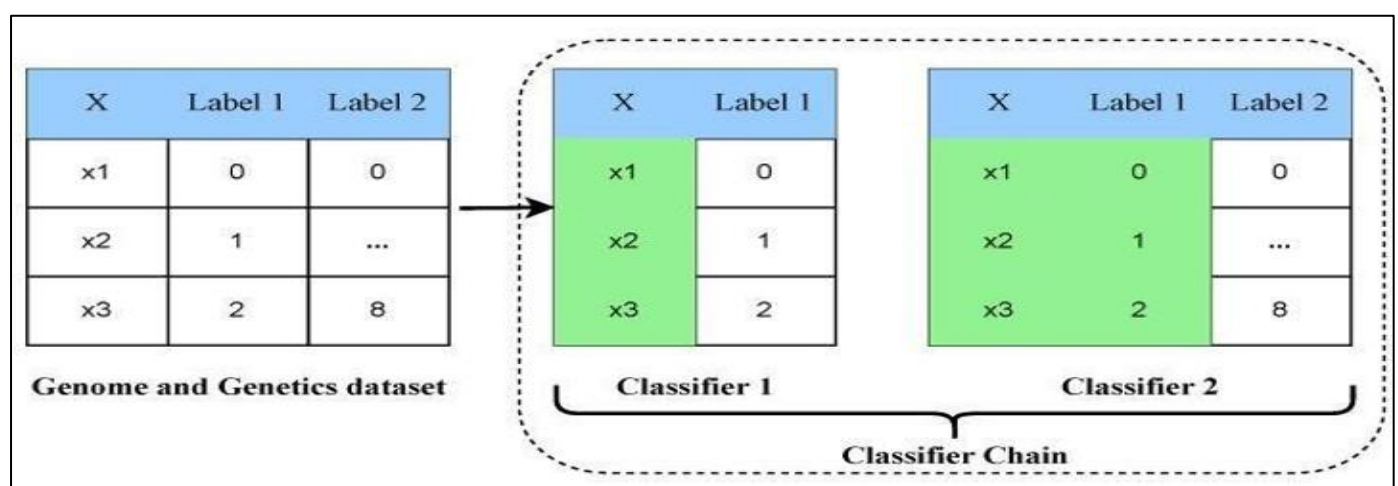 X Label 1 Label 2
x1 0 0
x2 1 ...
x3 2 8
Genome and Genetics dataset
X Label 1
x1 0
x2 1
x3 2
Classifier 1
X Label 1 Label 2
x1 0 0
x2 1 ...
x3 2 8
Classifier 2
Classifier Chain